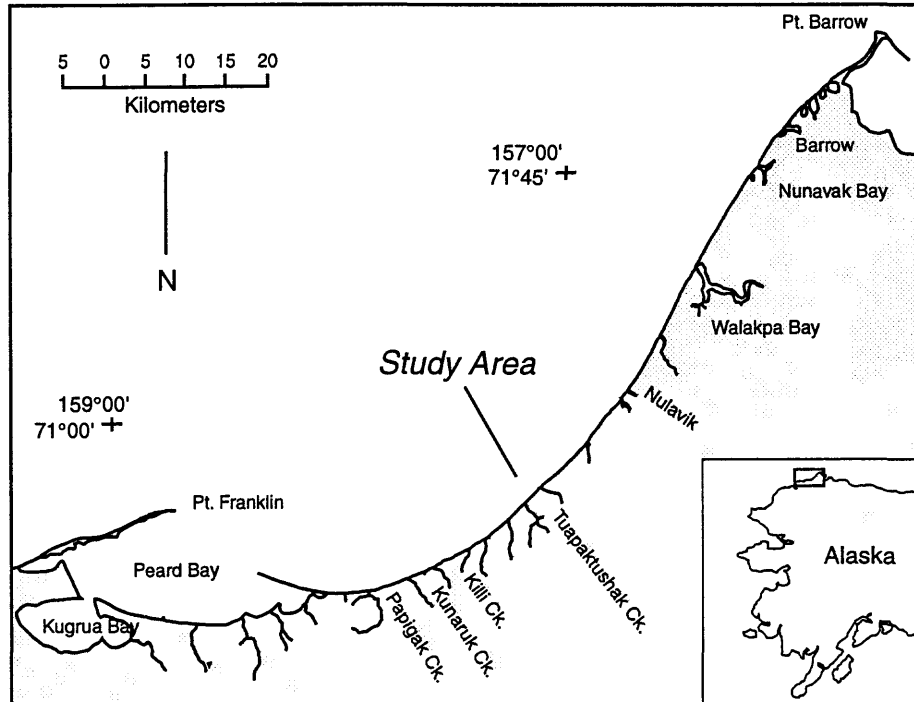 Pt. Barrow
5 0 5 10 15 20
Kilometers
157°00'
71°45'
Barrow
Nunavak Bay
N
Walakpa Bay
Study Area
159°00'
71°00'
Nulavik
Pt. Franklin
Tuapaktushak Ck.
Peard Bay
Alaska
Killi Ck.
Kunaruk Ck.
Papigak Ck.
Kugrua Bay